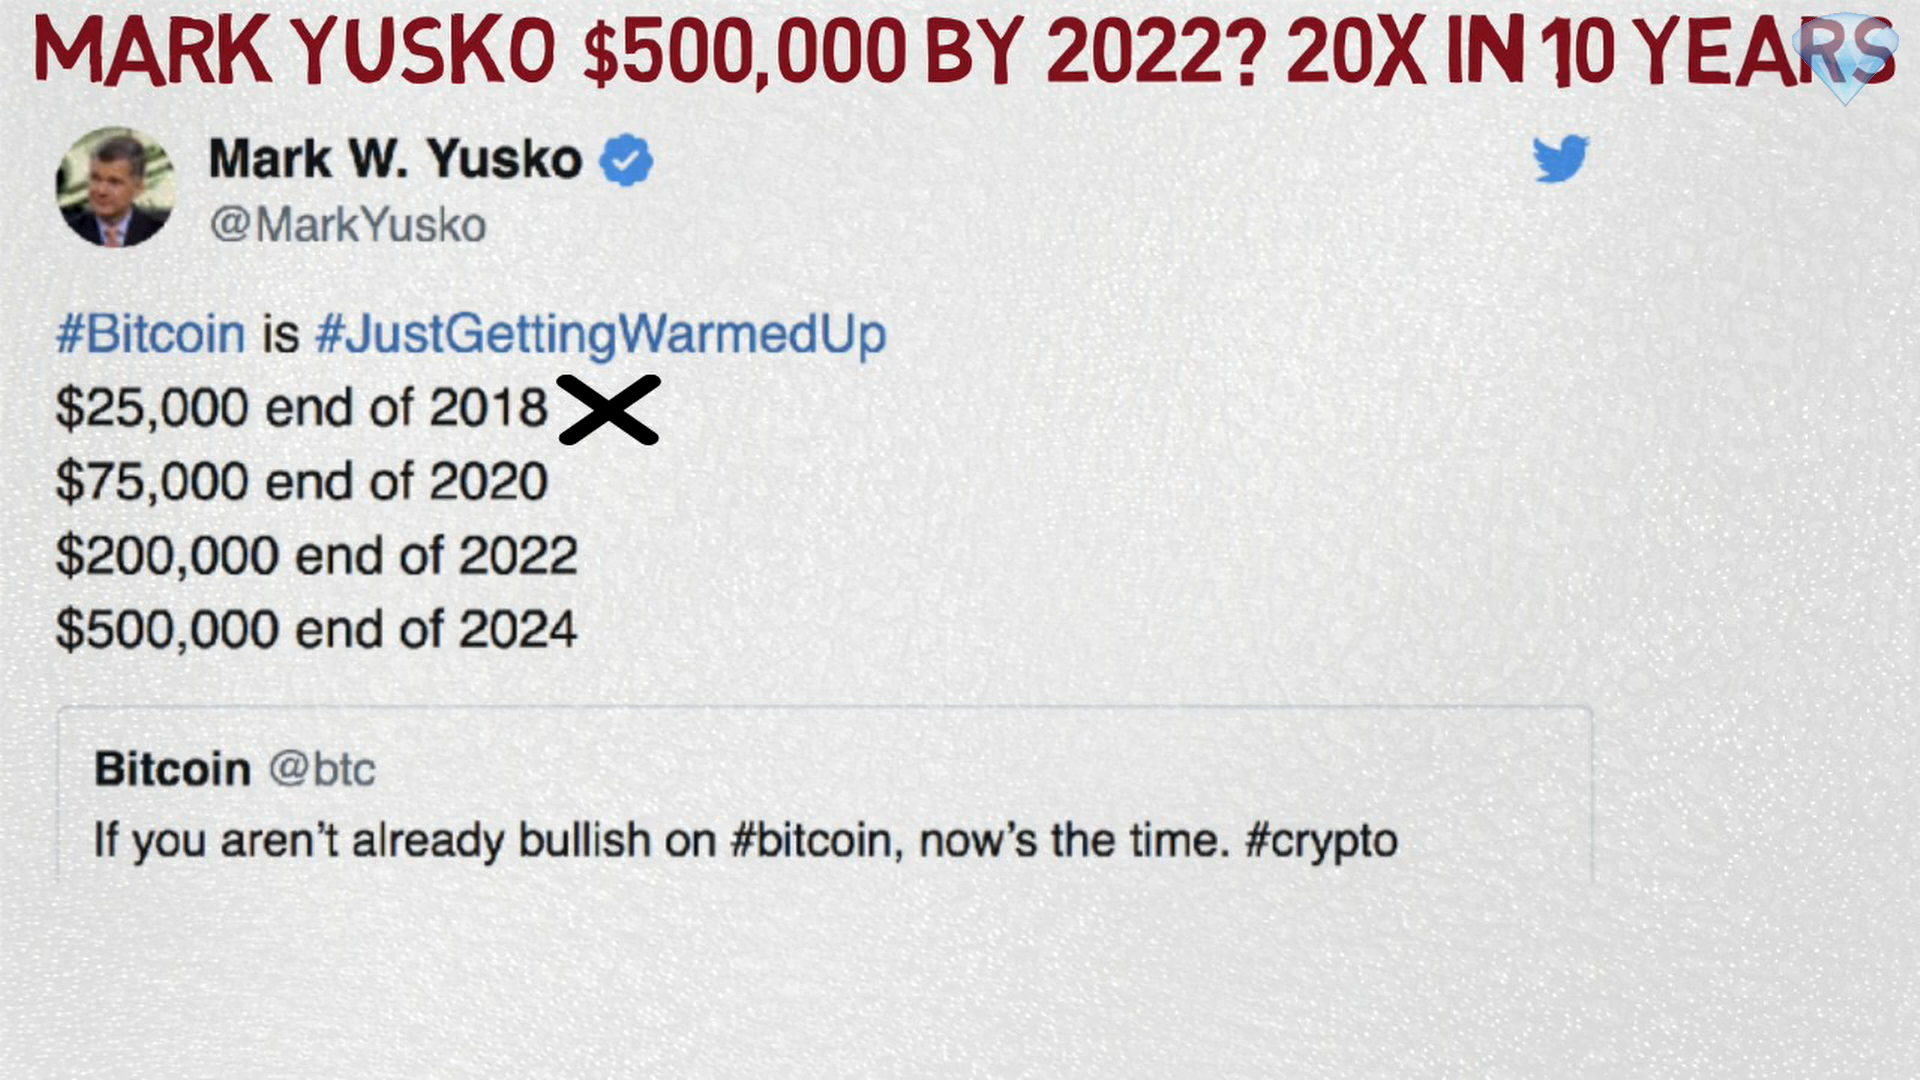 MARK YUSKO $500,000 BY 2022? 20X IN 10 YEARS
Mark W. Yusko
@MarkYusko
#Bitcoin is #JustGettingWarmedUp
$25,000 end of 2018
$75,000 end of 2020
$200,000 end of 2022
$500,000 end of 2024
Bitcoin @btc
If you aren’t already bullish on #bitcoin, now’s the time. #crypto